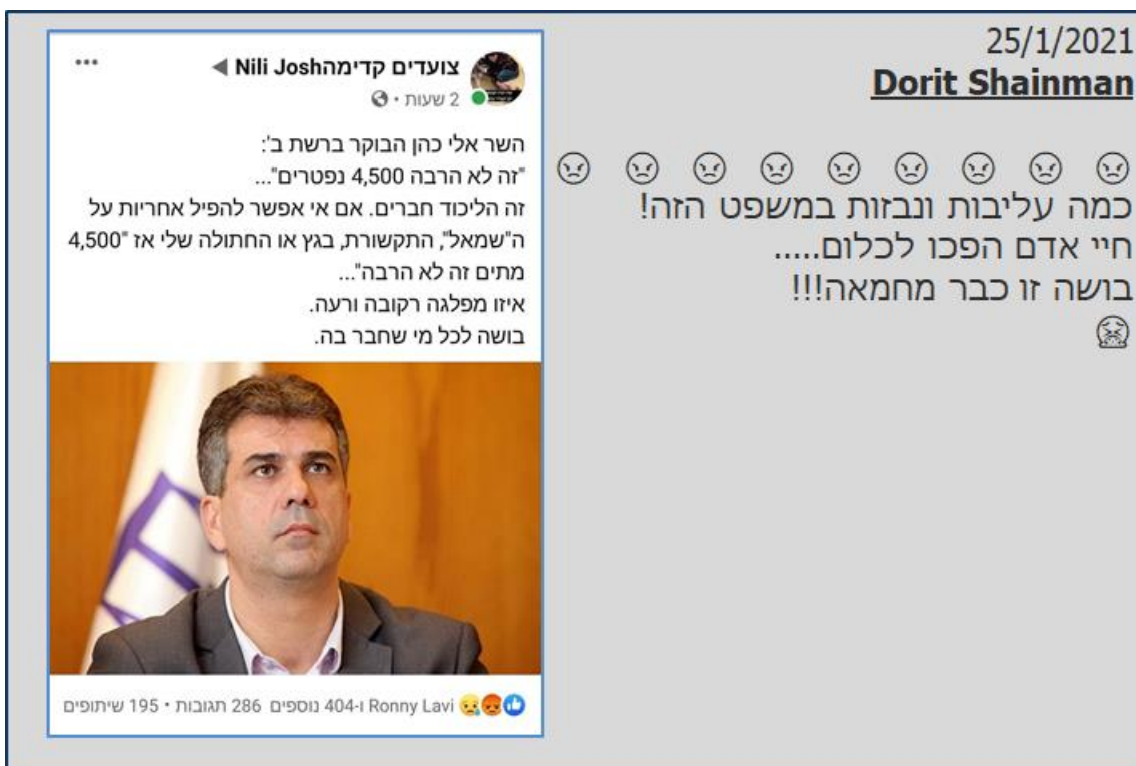 25/1/2021
Dorit Shainman
😠 😠 😠 😠 😠 😠 😠 😠 😠
כמה עליבות ונבזות במשפט הזה!
חיי אדם הפכו לכלום.....
בושה זו כבר מחמאה!!!
😫
צועדים קדימהNili Josh ◀
2 שעות ·
השר אלי כהן הבוקר ברשת ב':
"זה לא הרבה 4,500 נפטרים"...
זה הליכוד חברים. אם אי אפשר להפיל אחריות על
ה"שמאל", התקשורת, בגץ או החתולה שלי אז "4,500
מתים זה לא הרבה"...
איזו מפלגה רקובה ורעה.
בושה לכל מי שחבר בה.
Ronny Lavi ו-404 נוספים 286 תגובות • 195 שיתופים